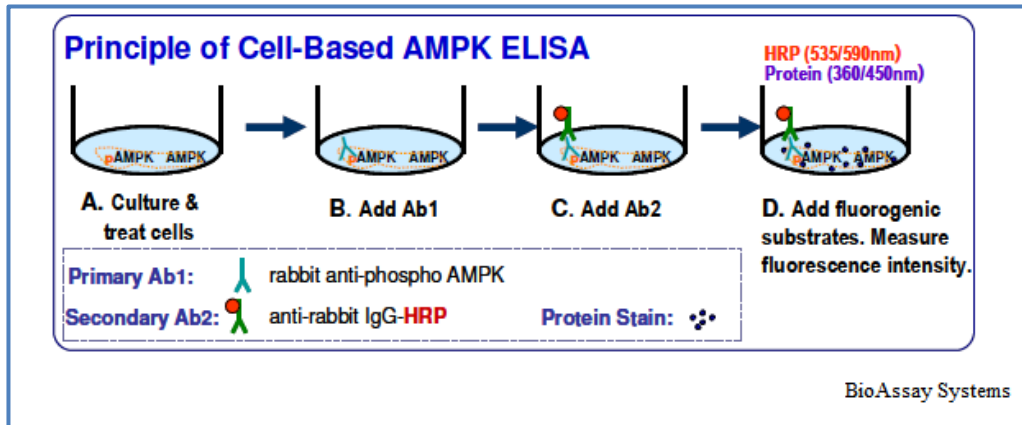 Principle of Cell-Based AMPK ELISA
HRP (535/590nm)
Protein (360/450nm)
pAMPK AMPK
pAMPK AMPK
pAMPK AMPK
pAMPK AMPK
A. Culture &
treat cells
B. Add Ab1
C. Add Ab2
D. Add fluorogenic
substrates. Measure
fluorescence intensity.
Primary Ab1: rabbit anti-phospho AMPK
Secondary Ab2: anti-rabbit IgG-HRP Protein Stain:
BioAssay Systems